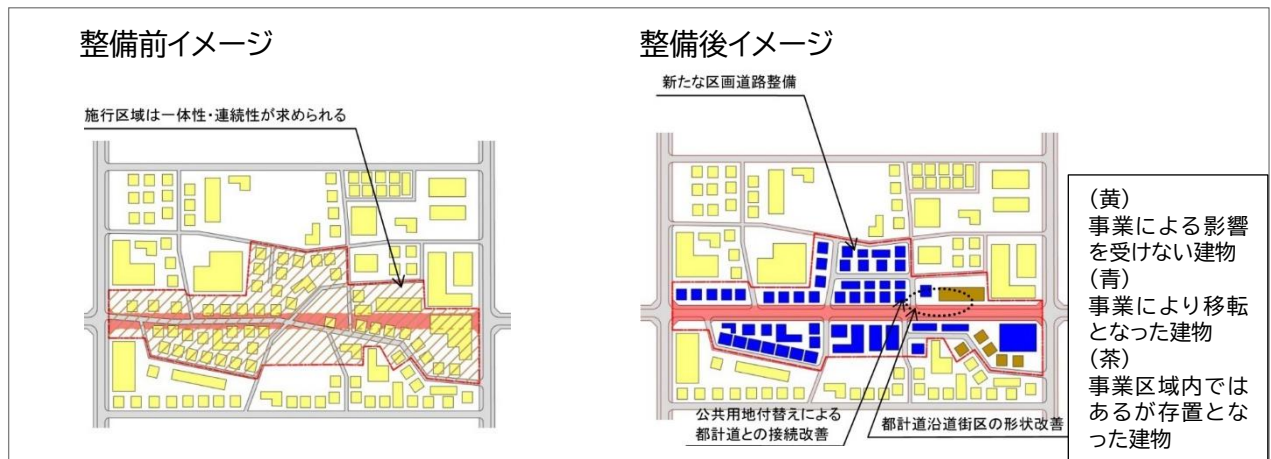 整備前イメージ
施行区域は一体性・連続性が求められる
整備後イメージ
新たな区画道路整備
公共用地付替えによる
都計道との接続改善
都計道沿道街区の形状改善
(黄)
事業による影響
を受けない建物
(青)
事業により移転
となった建物
(茶)
事業区域内では
あるが存置とな
った建物